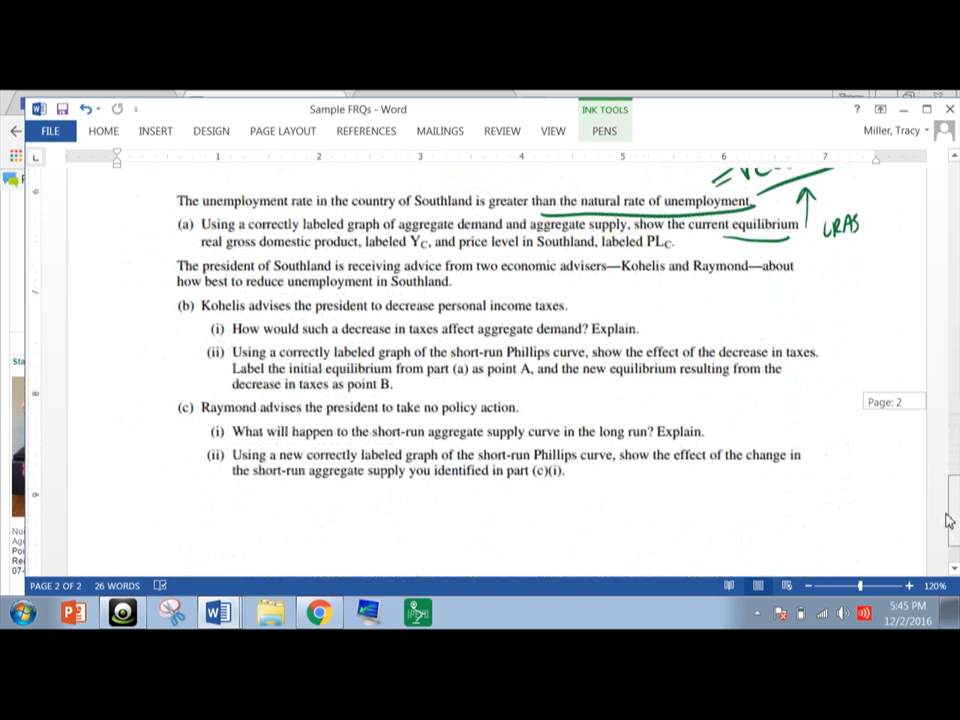 Sample FRQs - Word
INK TOOLS
FILE HOME INSERT DESIGN PAGE LAYOUT REFERENCES MAILINGS REVIEW VIEW PENS
Miller, Tracy
1 2 3 4 5 6 7
The unemployment rate in the country of Southland is greater than the natural rate of unemployment.
(a) Using a correctly labeled graph of aggregate demand and aggregate supply, show the current equilibrium
LRAS
real gross domestic product, labeled YC, and price level in Southland, labeled PLC.
The president of Southland is receiving advice from two economic advisers—Kohelis and Raymond—about
how best to reduce unemployment in Southland.
(b) Kohelis advises the president to decrease personal income taxes.
(i) How would such a decrease in taxes affect aggregate demand? Explain.
(ii) Using a correctly labeled graph of the short-run Phillips curve, show the effect of the decrease in taxes.
Label the initial equilibrium from part (a) as point A, and the new equilibrium resulting from the
decrease in taxes as point B.
(c) Raymond advises the president to take no policy action.
Page: 2
(i) What will happen to the short-run aggregate supply curve in the long run? Explain.
(ii) Using a new correctly labeled graph of the short-run Phillips curve, show the effect of the change in
the short-run aggregate supply you identified in part (c)(i).
PAGE 2 OF 2 26 WORDS
120%
5:45 PM
12/2/2016